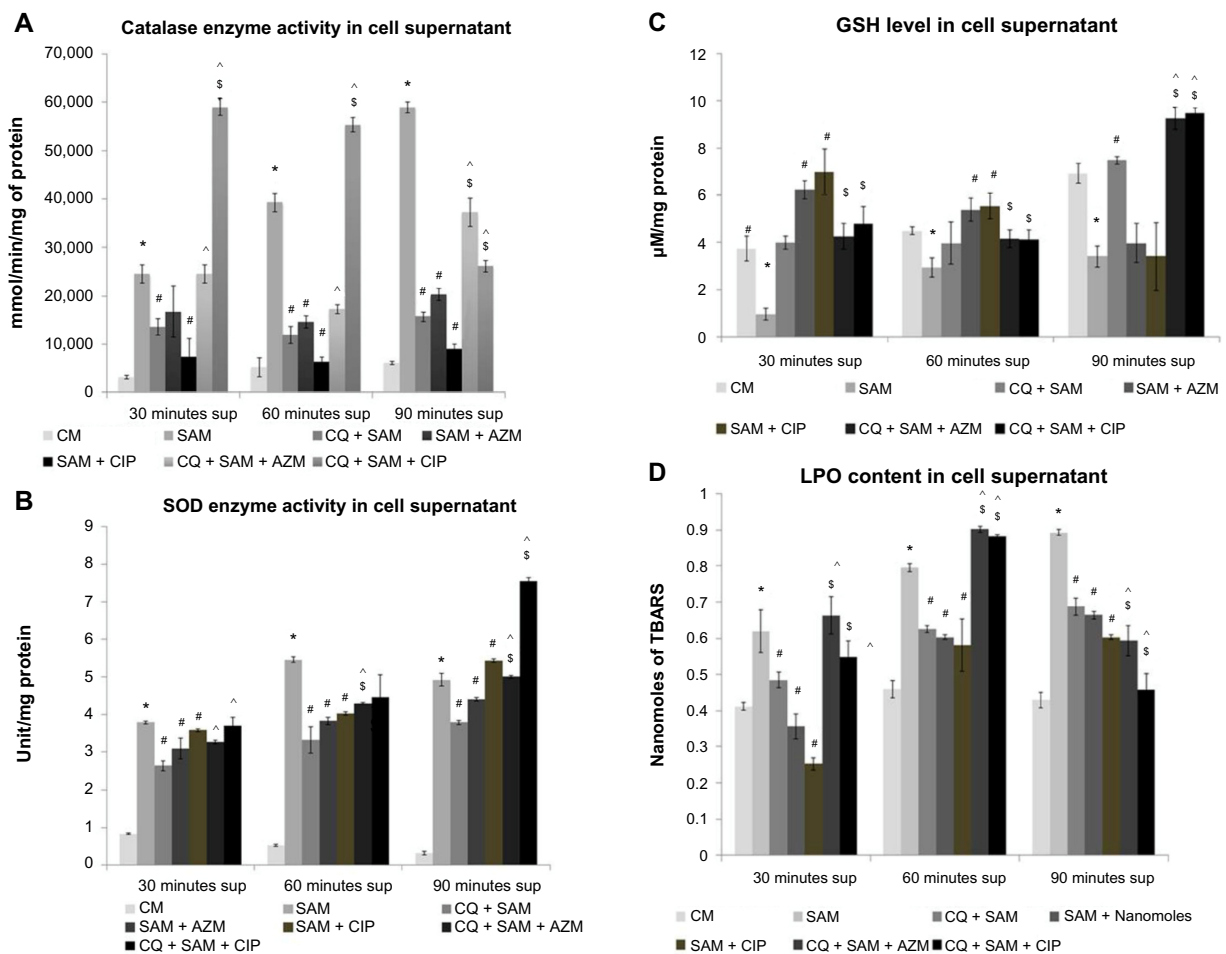 A
Catalase enzyme activity in cell supernatant
mmol/min/mg of protein
70,000
60,000
50,000
40,000
30,000
20,000
10,000
0
* # # ^ ^ $
* # # # ^ ^ $
* # # # ^ $ ^ $
30 minutes sup 60 minutes sup 90 minutes sup
CM SAM CQ + SAM SAM + AZM
SAM + CIP CQ + SAM + AZM CQ + SAM + CIP
B
SOD enzyme activity in cell supernatant
Unit/mg protein
9
8
7
6
5
4
3
2
1
0
* # # # ^ ^
* # # # ^ $
* # # # ^ $ ^ $
30 minutes sup 60 minutes sup 90 minutes sup
CM SAM CQ + SAM
SAM + AZM SAM + CIP CQ + SAM + AZM
CQ + SAM + CIP
C
GSH level in cell supernatant
µM/mg protein
12
10
8
6
4
2
0
# * # # $ $
* # # $ $
* # ^ $ ^ $
30 minutes sup 60 minutes sup 90 minutes sup
CM SAM CQ + SAM SAM + AZM
SAM + CIP CQ + SAM + AZM CQ + SAM + CIP
D
LPO content in cell supernatant
Nanomoles of TBARS
1
0.9
0.8
0.7
0.6
0.5
0.4
0.3
0.2
0.1
0
* # # # ^ $ $ ^
* # # # ^ $ ^ $
* # # # ^ $ ^ $
30 minutes sup 60 minutes sup 90 minutes sup
CM SAM CQ + SAM SAM + Nanomoles
SAM + CIP CQ + SAM + AZM CQ + SAM + CIP